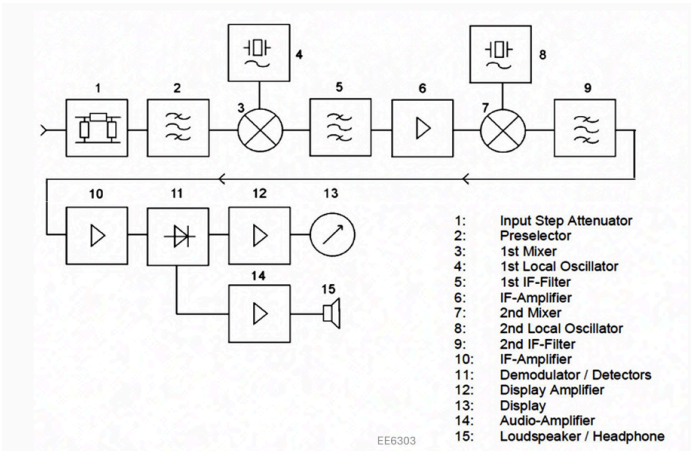 4
8
1
2
3
5
6
7
9
10
11
12
13
14
15
1: Input Step Attenuator
2: Preselector
3: 1st Mixer
4: 1st Local Oscillator
5: 1st IF-Filter
6: IF-Amplifier
7: 2nd Mixer
8: 2nd Local Oscillator
9: 2nd IF-Filter
10: IF-Amplifier
11: Demodulator / Detectors
12: Display Amplifier
13: Display
14: Audio-Amplifier
15: Loudspeaker / Headphone
EE6303